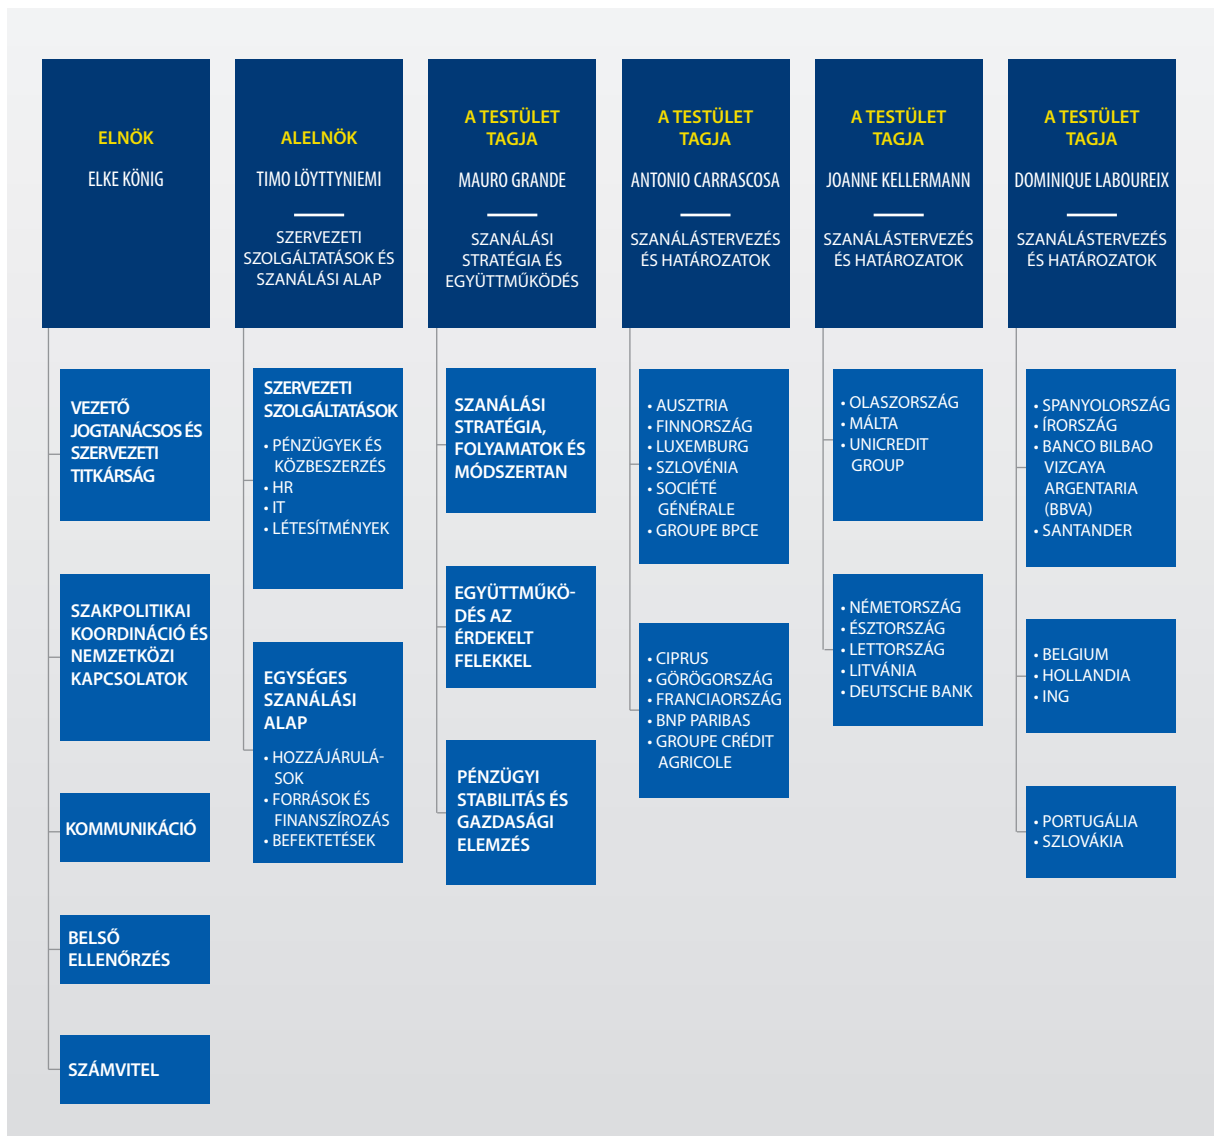 ELNÖK
ELKE KÖNIG
VEZETŐ
JOGTANÁCSOS ÉS
SZERVEZETI
TITKÁRSÁG
SZAKPOLITIKAI
KOORDINÁCIÓ ÉS
NEMZETKÖZI
KAPCSOLATOK
KOMMUNIKÁCIÓ
BELSŐ
ELLENŐRZÉS
SZÁMVITEL
ALELNÖK
TIMO LÖYTTYNIEMI
SZERVEZETI
SZOLGÁLTATÁSOK ÉS
SZANÁLÁSI ALAP
SZERVEZETI
SZOLGÁLTATÁSOK
• PÉNZÜGYEK ÉS
KÖZBESZERZÉS
• HR
• IT
• LÉTESÍTMÉNYEK
EGYSÉGES
SZANÁLÁSI
ALAP
• HOZZÁJÁRULÁ-
SOK
• FORRÁSOK ÉS
FINANSZÍROZÁS
• BEFEKTETÉSEK
A TESTÜLET
TAGJA
MAURO GRANDE
SZANÁLÁSI
STRATÉGIA ÉS
EGYÜTTMŰKÖDÉS
SZANÁLÁSI
STRATÉGIA,
FOLYAMATOK ÉS
MÓDSZERTAN
EGYÜTTMŰKÖ-
DÉS AZ
ÉRDEKELT
FELEKKEL
PÉNZÜGYI
STABILITÁS ÉS
GAZDASÁGI
ELEMZÉS
A TESTÜLET
TAGJA
ANTONIO CARRASCOSA
SZANÁLÁSTERVEZÉS
ÉS HATÁROZATOK
• AUSZTRIA
• FINNORSZÁG
• LUXEMBURG
• SZLOVÉNIA
• SOCIÉTÉ
GÉNÉRALE
• GROUPE BPCE
• CIPRUS
• GÖRÖGORSZÁG
• FRANCIAORSZÁG
• BNP PARIBAS
• GROUPE CRÉDIT
AGRICOLE
A TESTÜLET
TAGJA
JOANNE KELLERMANN
SZANÁLÁSTERVEZÉS
ÉS HATÁROZATOK
• OLASZORSZÁG
• MÁLTA
• UNICREDIT
GROUP
• NÉMETORSZÁG
• ÉSZTORSZÁG
• LETTORSZÁG
• LITVÁNIA
• DEUTSCHE BANK
A TESTÜLET
TAGJA
DOMINIQUE LABOUREIX
SZANÁLÁSTERVEZÉS
ÉS HATÁROZATOK
• SPANYOLORSZÁG
• ÍRORSZÁG
• BANCO BILBAO
VIZCAYA
ARGENTARIA
(BBVA)
• SANTANDER
• BELGIUM
• HOLLANDIA
• ING
• PORTUGÁLIA
• SZLOVÁKIA